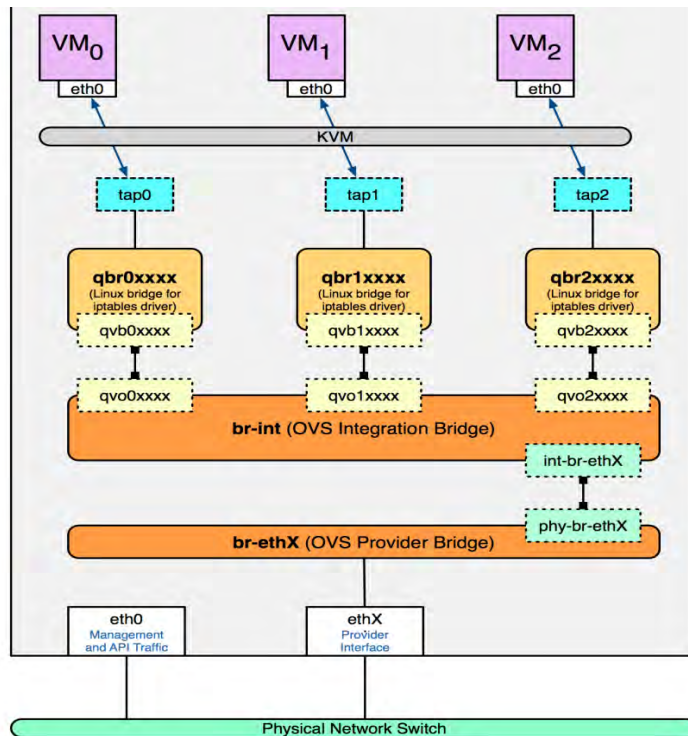 VM0 VM1 VM2
eth0 eth0 eth0
KVM
tap0 tap1 tap2
qbr0xxxx qbr1xxxx qbr2xxxx
(Linux bridge for (Linux bridge for (Linux bridge for
iptables driver) iptables driver) iptables driver)
qvb0xxxx qvb1xxxx qvb2xxxx
qvo0xxxx qvo1xxxx qvo2xxxx
br-int (OVS Integration Bridge)
int-br-ethX
phy-br-ethX
br-ethX (OVS Provider Bridge)
eth0 ethX
Management Provider
and API Traffic Interface
Physical Network Switch